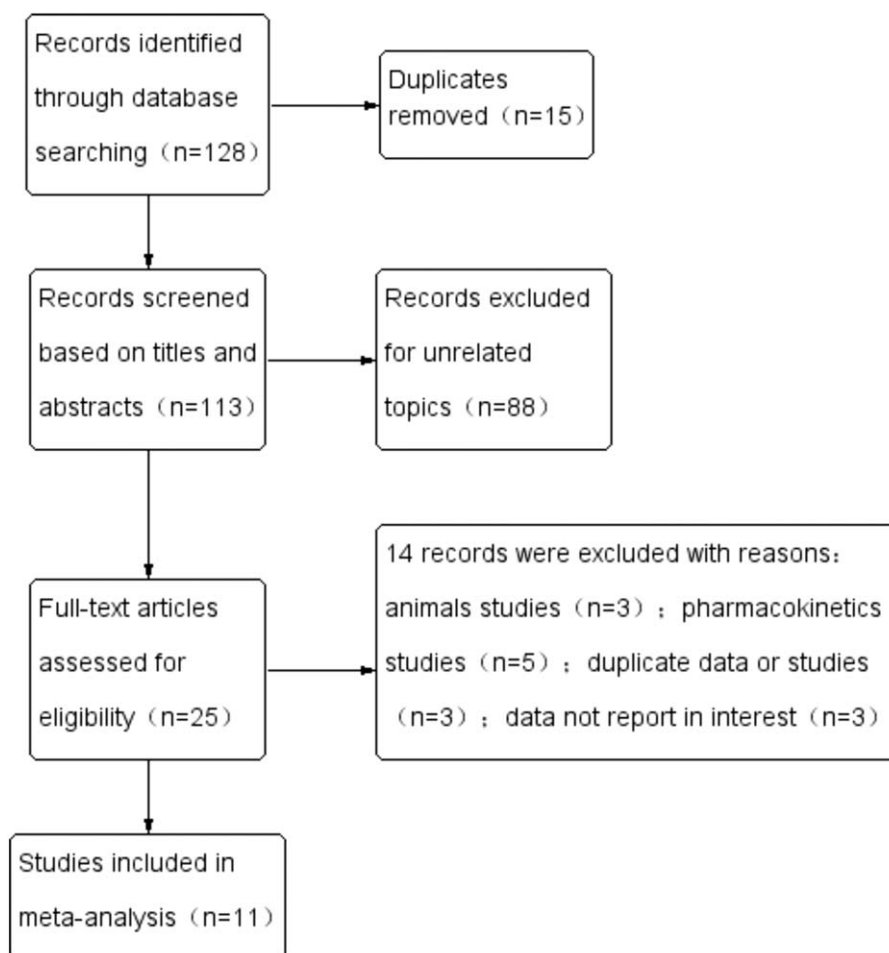 Records identified
through database
searching（n=128）
Duplicates
removed（n=15）
Records screened
based on titles and
abstracts（n=113）
Records excluded
for unrelated
topics（n=88）
Full-text articles
assessed for
eligibility（n=25）
14 records were excluded with reasons：
animals studies（n=3）；pharmacokinetics
studies（n=5）；duplicate data or studies
（n=3）；data not report in interest（n=3）
Studies included in
meta-analysis（n=11）